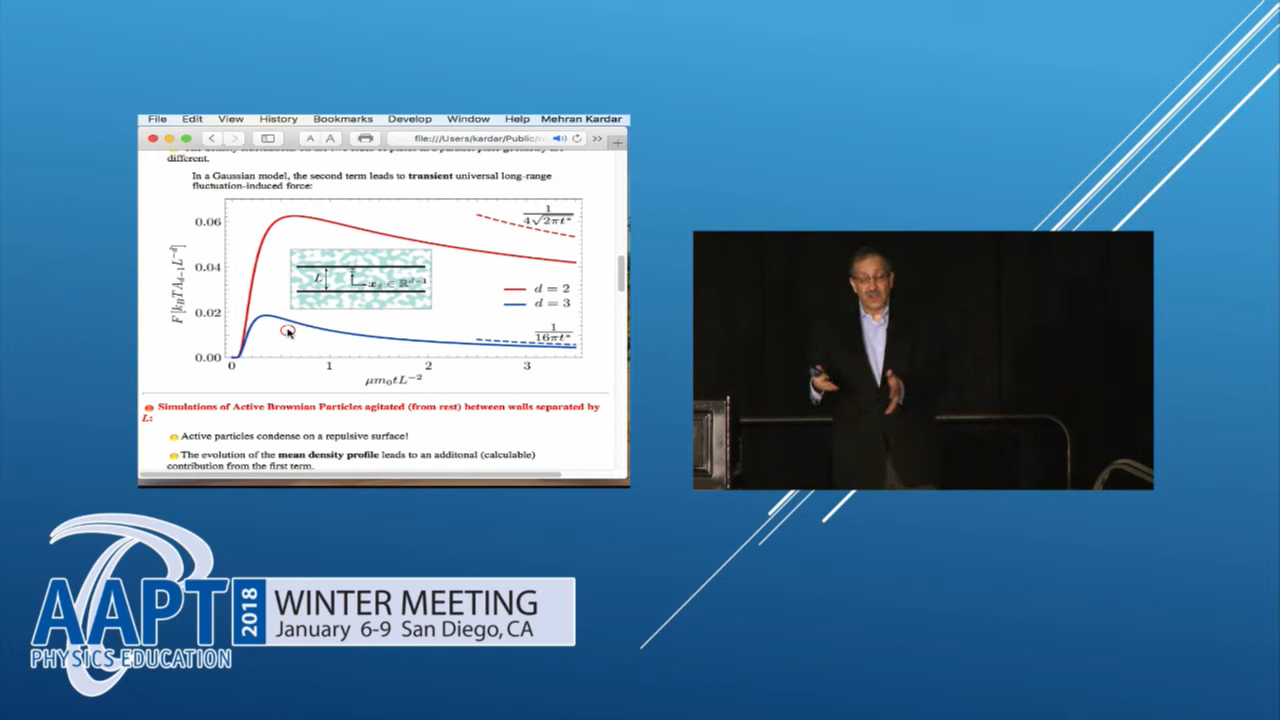 File Edit View History Bookmarks Develop Window Help Mehran Kardar
A A file:///Users/kardar/Public/
different.
In a Gaussian model, the second term leads to transient universal long-range
fluctuation-induced force:
0.06
0.04
0.02
0.00
F [k_BTA_{d-1}L^{-d}]
1/(4√(2πt*))
L
x_{||} ∈ ℝ^{d-1}
d = 2
d = 3
1/(16πt*)
0 1 2 3
μm₀tL⁻²
Simulations of Active Brownian Particles agitated (from rest) between walls separated by
L:
Active particles condense on a repulsive surface!
The evolution of the mean density profile leads to an additonal (calculable)
contribution from the first term.
AAPT
PHYSICS EDUCATION
2018
WINTER MEETING
January 6-9 San Diego, CA